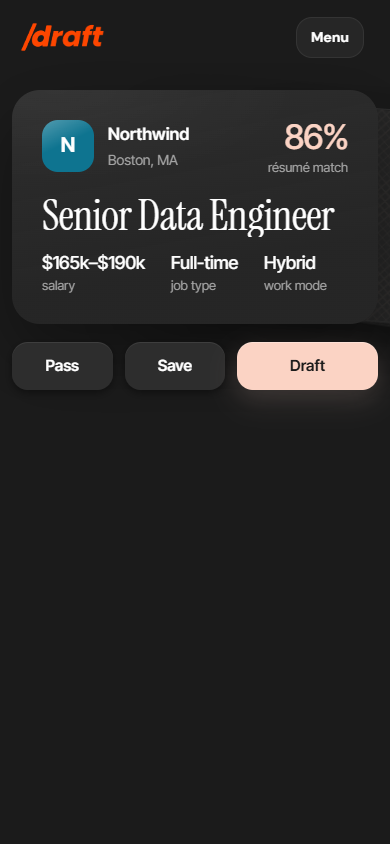 /draft
Menu
N
Northwind
Boston, MA
86%
résumé match
Senior Data Engineer
$165k–$190k
salary
Full-time
job type
Hybrid
work mode
Pass
Save
Draft